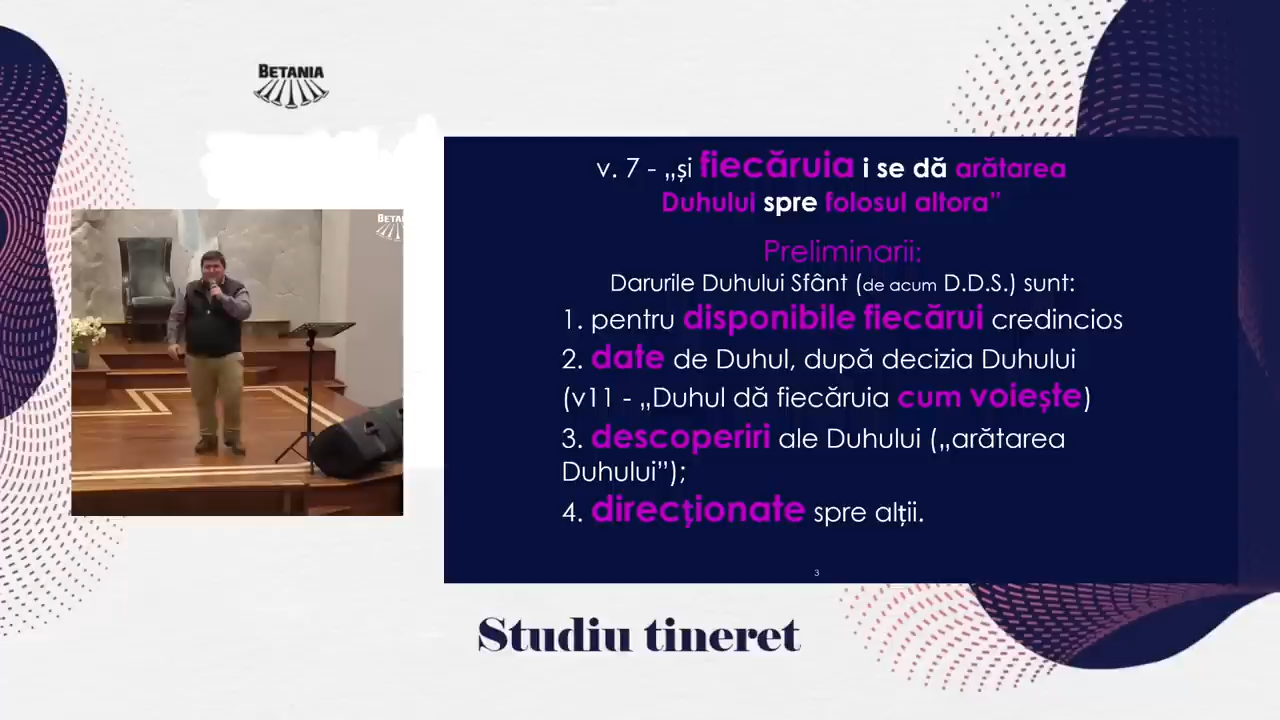 BETANIA
v. 7 - „și fiecăruia i se dă arătarea
Duhului spre folosul altora”
Preliminarii:
Darurile Duhului Sfânt (de acum D.D.S.) sunt:
1. pentru disponibile fiecărui credincios
2. date de Duhul, după decizia Duhului
(v11 - „Duhul dă fiecăruia cum voiește)
3. descoperiri ale Duhului („arătarea
Duhului”);
4. direcționate spre alții.
3
BETA
Studiu tineret